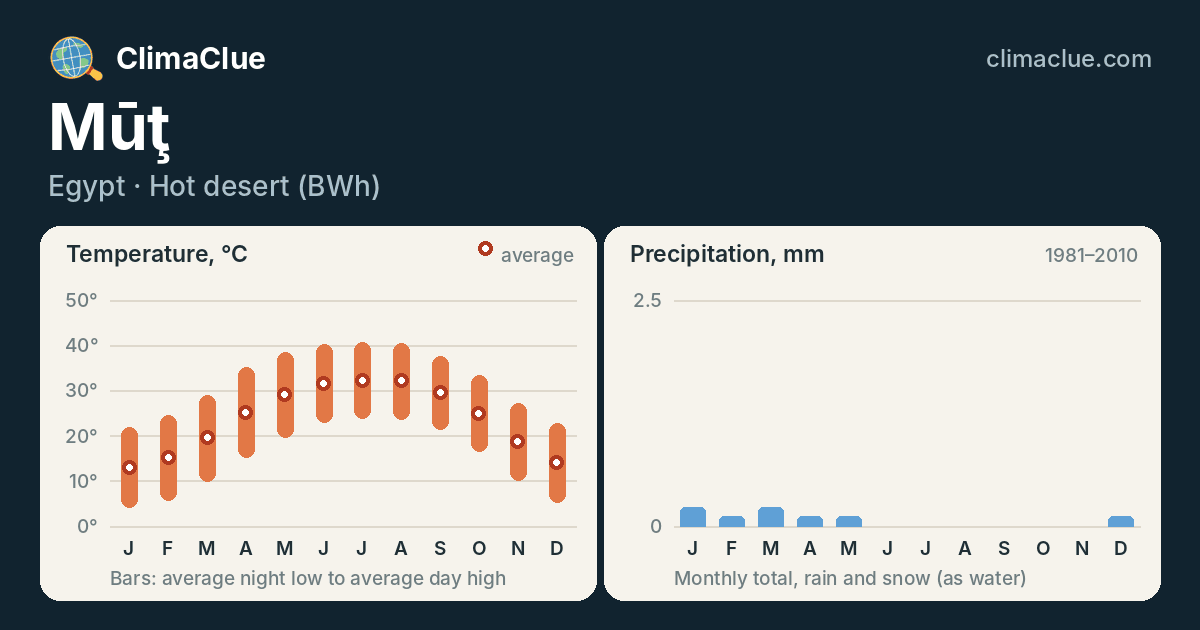 ClimaClue
climaclue.com
Mūţ
Egypt · Hot desert (BWh)
Temperature, °C
average
50°
40°
30°
20°
10°
0°
J F M A M J J A S O N D
Bars: average night low to average day high
Precipitation, mm
1981–2010
2.5
0
J F M A M J J A S O N D
Monthly total, rain and snow (as water)